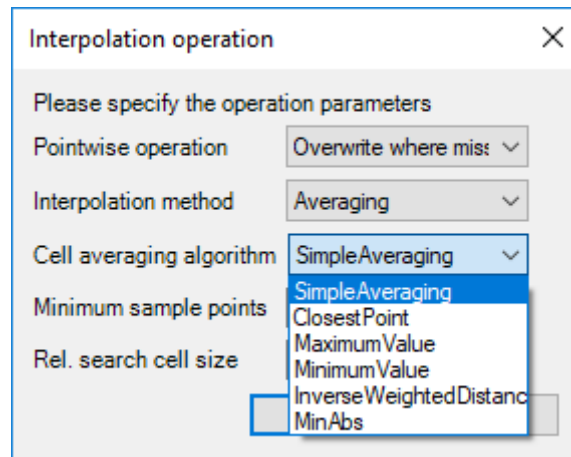 Interpolation operation
Please specify the operation parameters
Pointwise operation Overwrite where miss
Interpolation method Averaging
Cell averaging algorithm SimpleAveraging
Minimum sample points SimpleAveraging
ClosestPoint
MaximumValue
Rel. search cell size MinimumValue
InverseWeightedDistanc
MinAbs